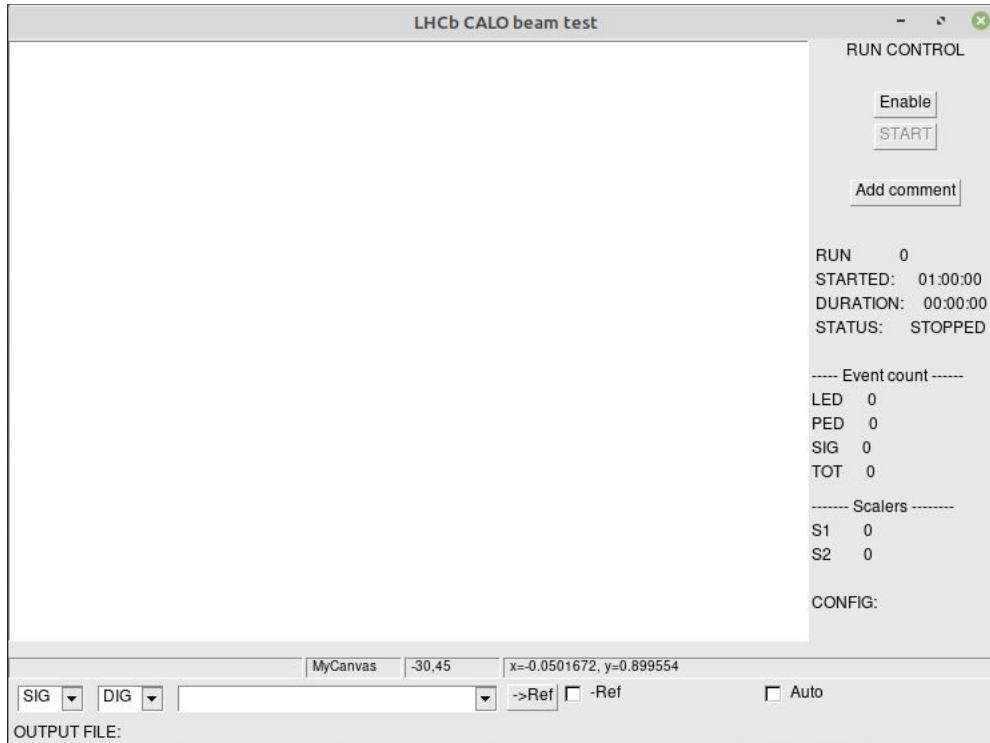 LHCb CALO beam test
RUN CONTROL
Enable
START
Add comment
RUN 0
STARTED: 01:00:00
DURATION: 00:00:00
STATUS: STOPPED
----- Event count ------
LED 0
PED 0
SIG 0
TOT 0
------- Scalers --------
S1 0
S2 0
CONFIG:
MyCanvas -30,45 x=-0.0501672, y=0.899554
SIG DIG ->Ref -Ref Auto
OUTPUT FILE: